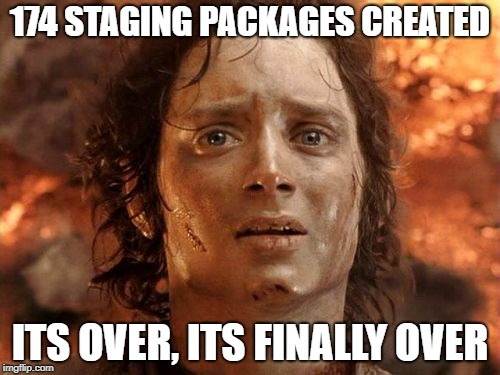 174 STAGING PACKAGES CREATED
ITS OVER, ITS FINALLY OVER
imgflip.com